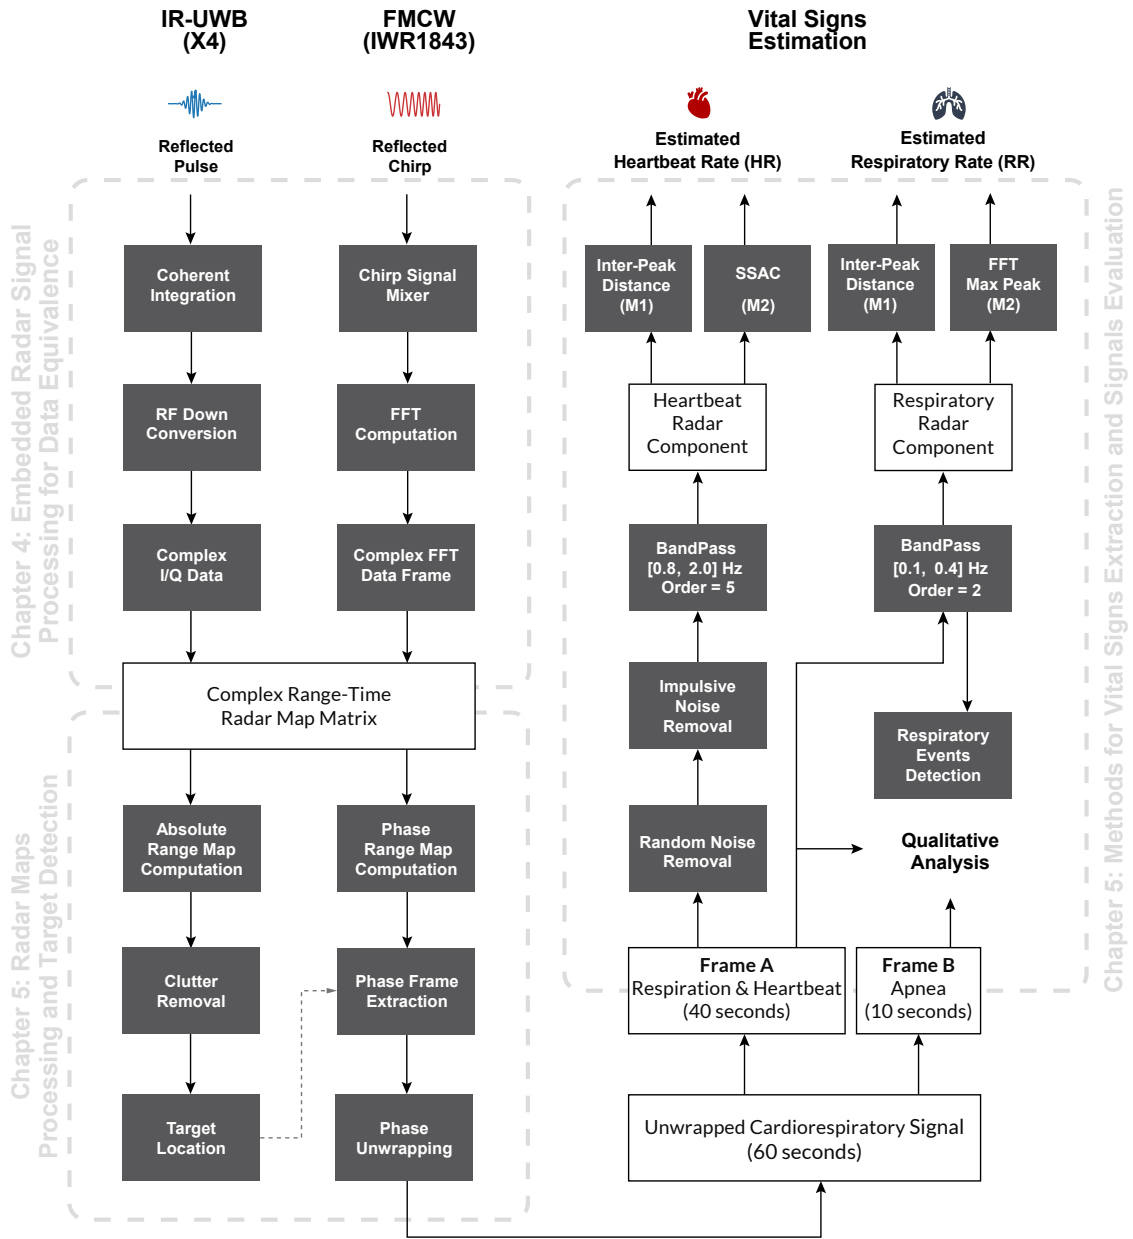 IR-UWB
(X4)
FMCW
(IWR1843)
Vital Signs
Estimation
Reflected
Pulse
Reflected
Chirp
Estimated
Heartbeat Rate (HR)
Estimated
Respiratory Rate (RR)
Chapter 4: Embedded Radar Signal
Processing for Data Equivalence
Coherent
Integration
Chirp Signal
Mixer
RF Down
Conversion
FFT
Computation
Complex
I/Q Data
Complex FFT
Data Frame
Complex Range-Time
Radar Map Matrix
Chapter 5: Radar Maps
Processing and Target Detection
Absolute
Range Map
Computation
Phase
Range Map
Computation
Clutter
Removal
Phase Frame
Extraction
Target
Location
Phase
Unwrapping
Inter-Peak
Distance
(M1)
SSAC
(M2)
Inter-Peak
Distance
(M1)
FFT
Max Peak
(M2)
Heartbeat
Radar
Component
Respiratory
Radar
Component
BandPass
[0.8, 2.0] Hz
Order = 5
BandPass
[0.1, 0.4] Hz
Order = 2
Impulsive
Noise
Removal
Respiratory
Events
Detection
Random Noise
Removal
Qualitative
Analysis
Frame A
Respiration & Heartbeat
(40 seconds)
Frame B
Apnea
(10 seconds)
Unwrapped Cardiorespiratory Signal
(60 seconds)
Chapter 5: Methods for Vital Signs Extraction and Signals Evaluation